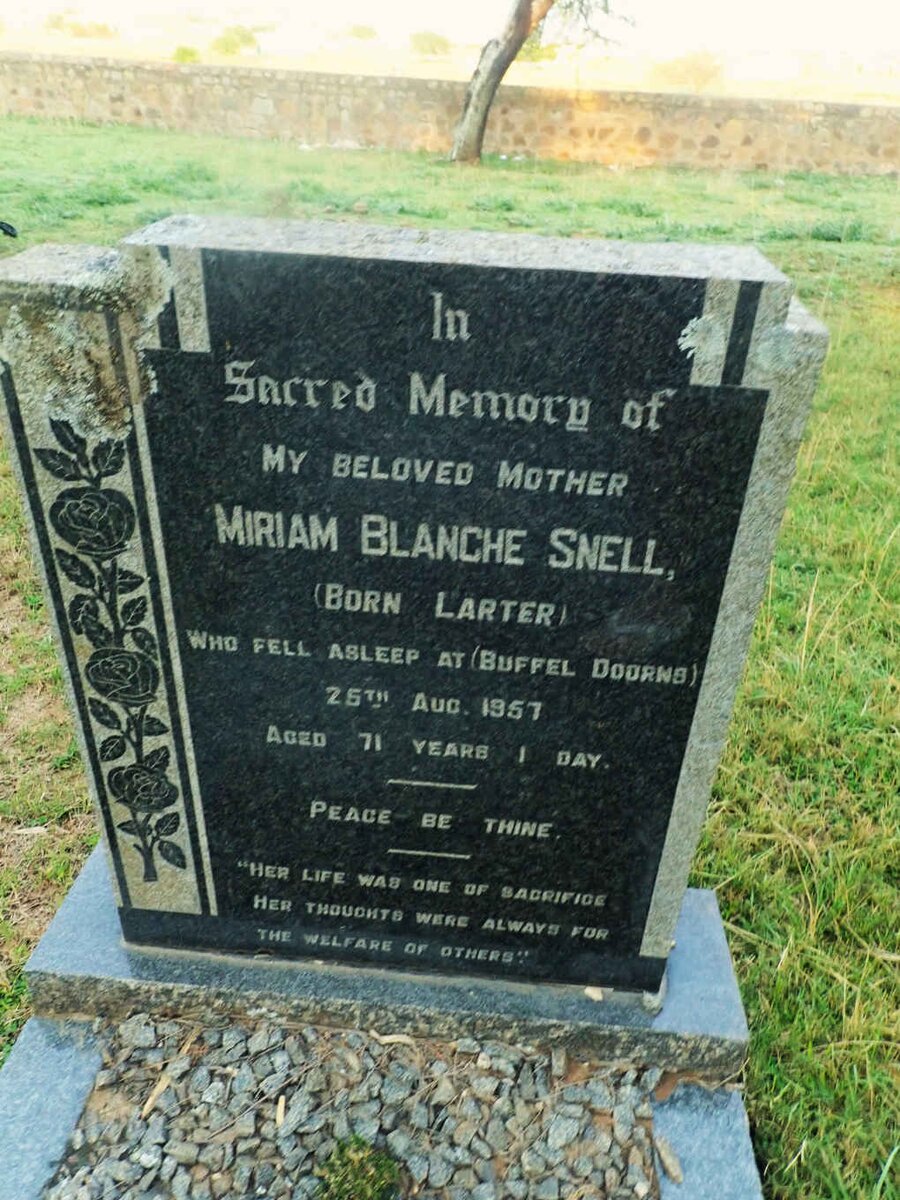 In
Sacred Memory of
MY BELOVED MOTHER
MIRIAM BLANCHE SNELL,
(BORN LARTER)
WHO FELL ASLEEP AT (BUFFEL DOORNS)
25TH AUG. 1957
AGED 71 YEARS 1 DAY.
PEACE BE THINE.
"HER LIFE WAS ONE OF SACRIFICE
HER THOUGHTS WERE ALWAYS FOR
THE WELFARE OF OTHERS".